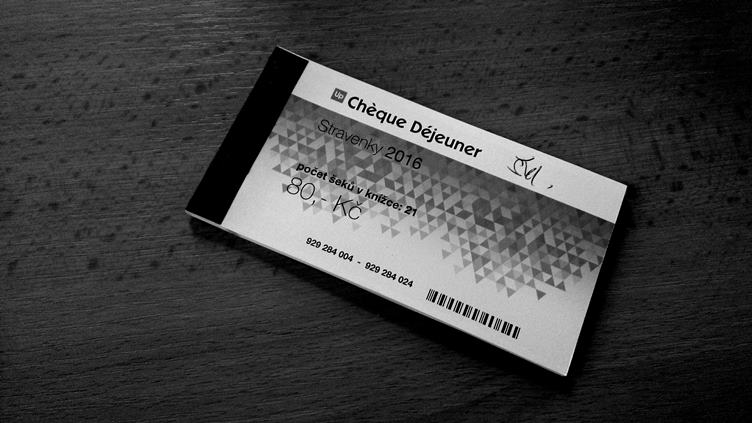 Up Chèque Déjeuner
Stravenky 2016
počet šeků v knížce: 21
80,- Kč
929 284 004 - 929 284 024